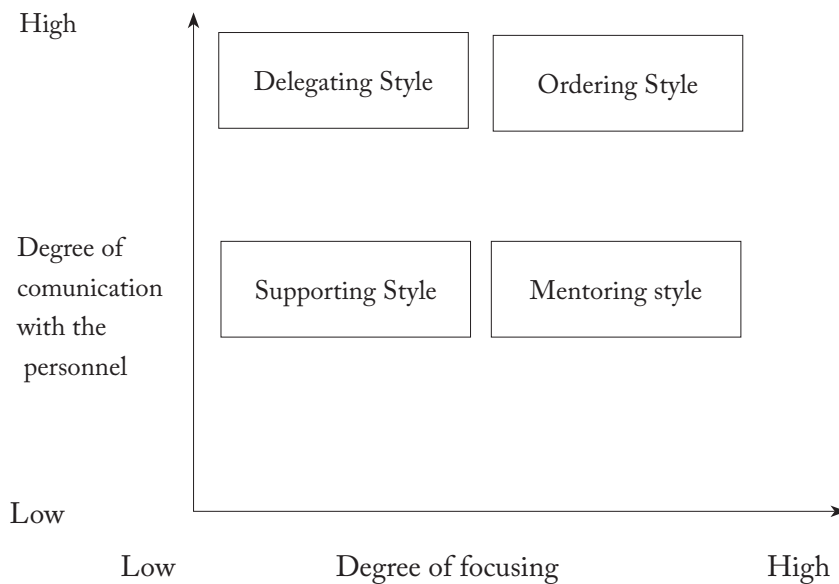 High
Delegating Style
Ordering Style
Degree of
comunication
with the
personnel
Supporting Style
Mentoring style
Low
Low
Degree of focusing
High